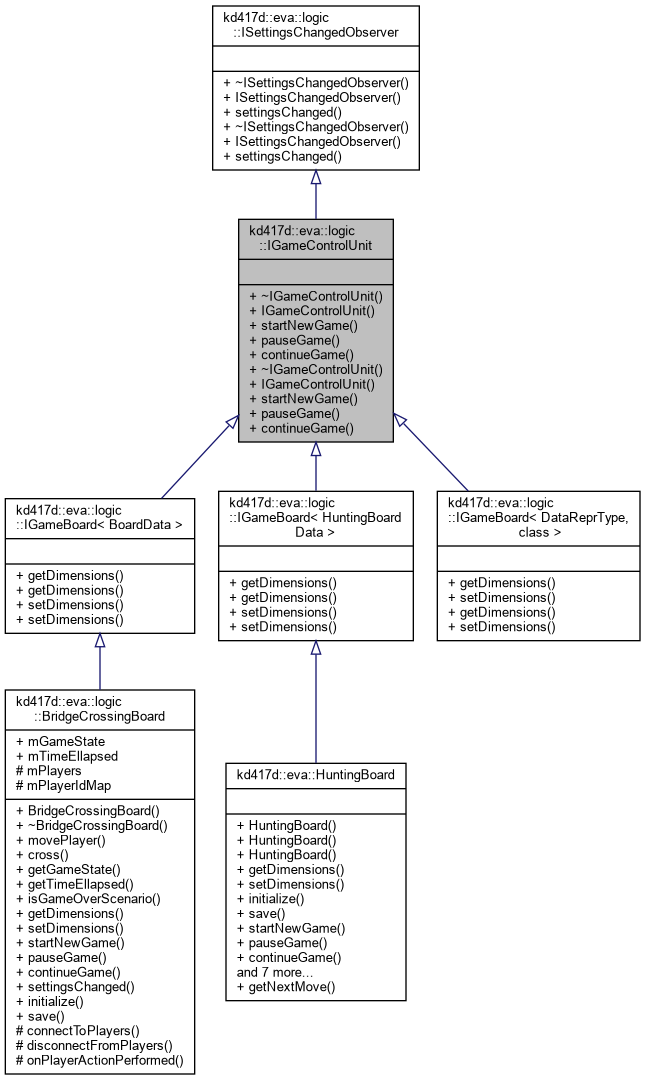 kd417d::eva::logic
::ISettingsChangedObserver
+ ~ISettingsChangedObserver()
+ ISettingsChangedObserver()
+ settingsChanged()
+ ~ISettingsChangedObserver()
+ ISettingsChangedObserver()
+ settingsChanged()
kd417d::eva::logic
::IGameControlUnit
+ ~IGameControlUnit()
+ IGameControlUnit()
+ startNewGame()
+ pauseGame()
+ continueGame()
+ ~IGameControlUnit()
+ IGameControlUnit()
+ startNewGame()
+ pauseGame()
+ continueGame()
kd417d::eva::logic
::IGameBoard< BoardData >
+ getDimensions()
+ getDimensions()
+ setDimensions()
+ setDimensions()
kd417d::eva::logic
::IGameBoard< HuntingBoard
Data >
+ getDimensions()
+ getDimensions()
+ setDimensions()
+ setDimensions()
kd417d::eva::logic
::IGameBoard< DataReprType,
class >
+ getDimensions()
+ setDimensions()
+ getDimensions()
+ setDimensions()
kd417d::eva::logic
::BridgeCrossingBoard
+ mGameState
+ mTimeEllapsed
# mPlayers
# mPlayerIdMap
+ BridgeCrossingBoard()
+ ~BridgeCrossingBoard()
+ movePlayer()
+ cross()
+ getGameState()
+ getTimeEllapsed()
+ isGameOverScenario()
+ getDimensions()
+ setDimensions()
+ startNewGame()
+ pauseGame()
+ continueGame()
+ settingsChanged()
+ initialize()
+ save()
# connectToPlayers()
# disconnectFromPlayers()
# onPlayerActionPerformed()
kd417d::eva::HuntingBoard
+ HuntingBoard()
+ HuntingBoard()
+ HuntingBoard()
+ getDimensions()
+ setDimensions()
+ initialize()
+ save()
+ startNewGame()
+ pauseGame()
+ continueGame()
and 7 more...
+ getNextMove()